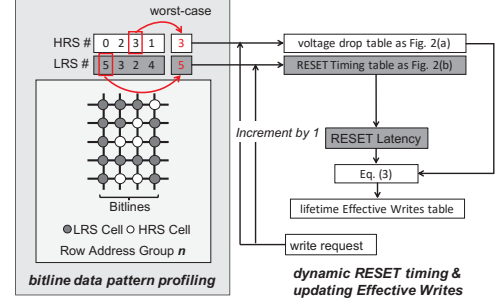 worst-case
HRS # 0 2 3 1 3
LRS # 5 3 2 4 5
voltage drop table as Fig. 2(a)
RESET Timing table as Fig. 2(b)
Increment by 1
RESET Latency
Eq. (3)
lifetime Effective Writes table
write request
Bitlines
LRS Cell HRS Cell
Row Address Group n
bitline data pattern profiling
dynamic RESET timing &
updating Effective Writes